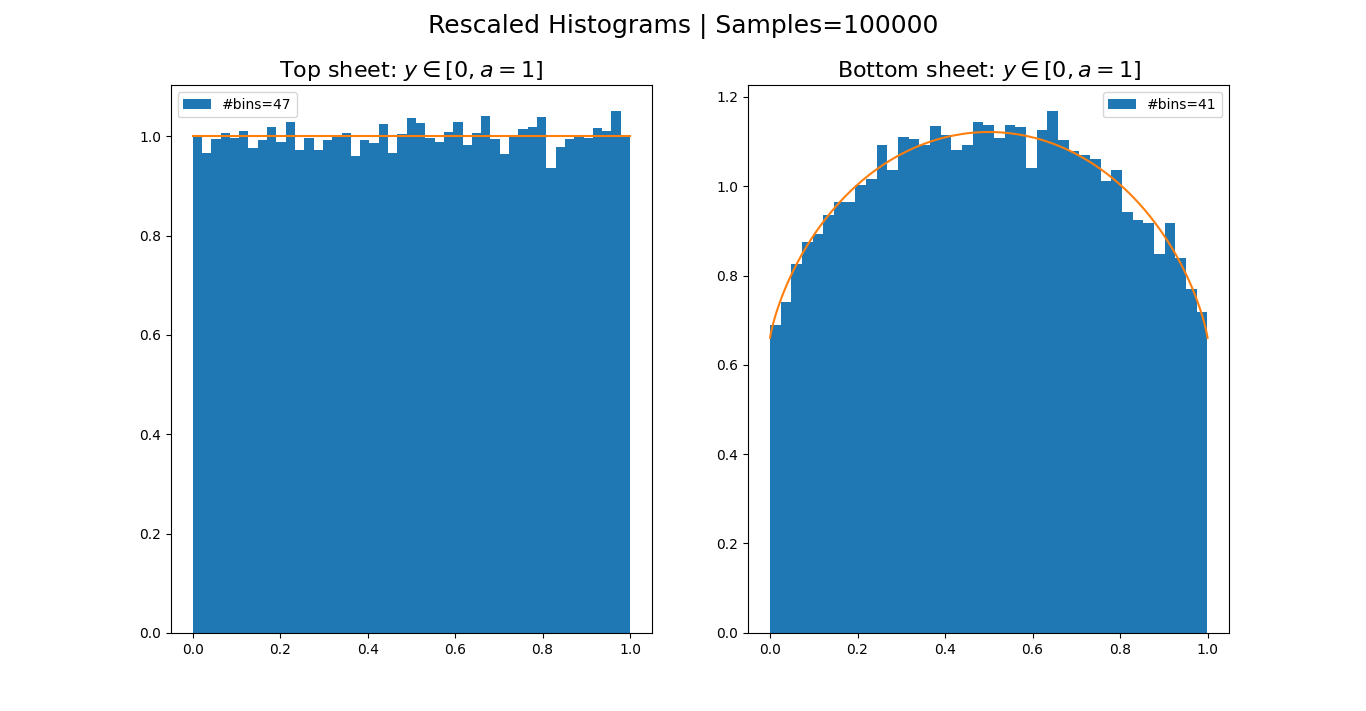 Rescaled Histograms | Samples=100000
Top sheet: y ∈ [0, a = 1]
#bins=47
1.0
0.8
0.6
0.4
0.2
0.0
0.0 0.2 0.4 0.6 0.8 1.0
Bottom sheet: y ∈ [0, a = 1]
#bins=41
1.2
1.0
0.8
0.6
0.4
0.2
0.0
0.0 0.2 0.4 0.6 0.8 1.0